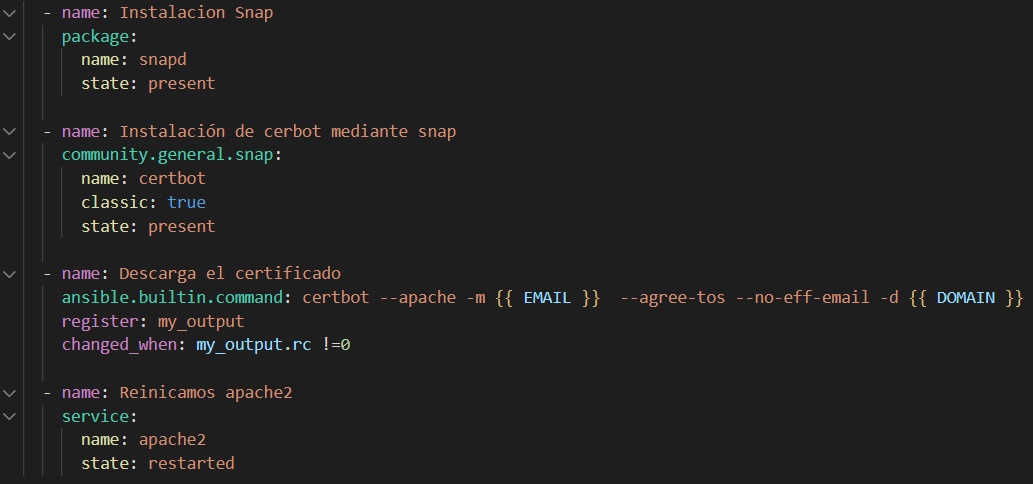 - name: Instalacion Snap
package:
name: snapd
state: present
- name: Instalación de cerbot mediante snap
community.general.snap:
name: certbot
classic: true
state: present
- name: Descarga el certificado
ansible.builtin.command: certbot --apache -m {{ EMAIL }}  --agree-tos --no-eff-email -d {{ DOMAIN }}
register: my_output
changed_when: my_output.rc !=0
- name: Reinicamos apache2
service:
name: apache2
state: restarted